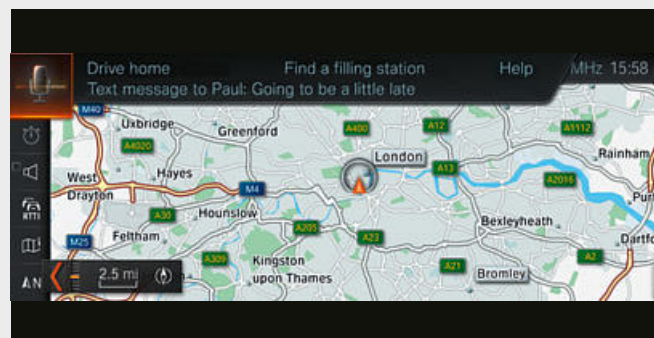 Drive home Find a filling station Help MHz 15:58
Text message to Paul: Going to be a little late
M40
Uxbridge
Greenford
A400
A12
A1112
A4020
London
Rainham
West
Drayton
Hayes
A13
M4
A2016
A30
Hounslow
A205
Bexleyheath
M25
Feltham
A23
Dartfo
RTTI
A309
Kingston
upon Thames
A21
A2
Bromley
2.5 mi
AN